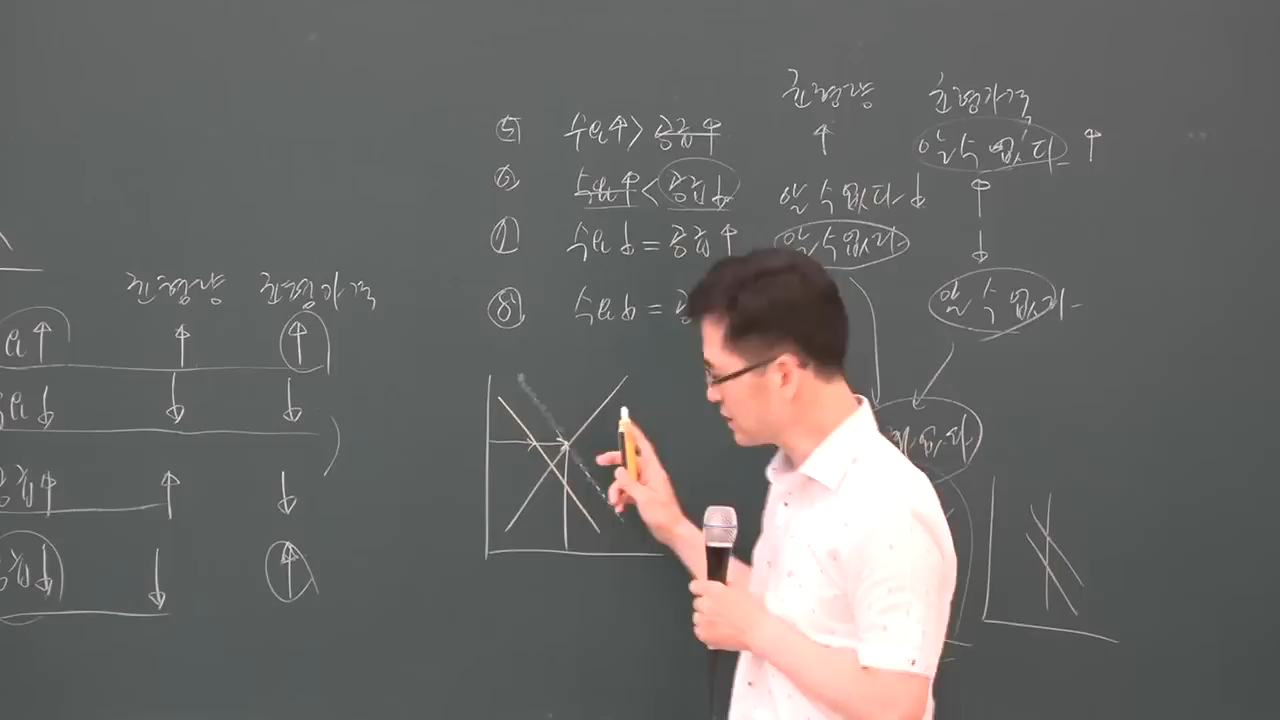 균형량 균형가격
⑤ 수요↑ > 공급↑ ↑ 알 수 없다 ↑
⑥ 수요↑ < 공급↓ 알 수 없다 ↓ ↑
⑦ 수요↓ = 공급↑ 알 수 없다 ↓
⑧ 수요↓ = 공 알 수 없다
균형량 균형가격
요↑ ↑ ↑
요↓ ↓ ↓
공급↑ ↑ ↓
공급↓ ↓ ↑